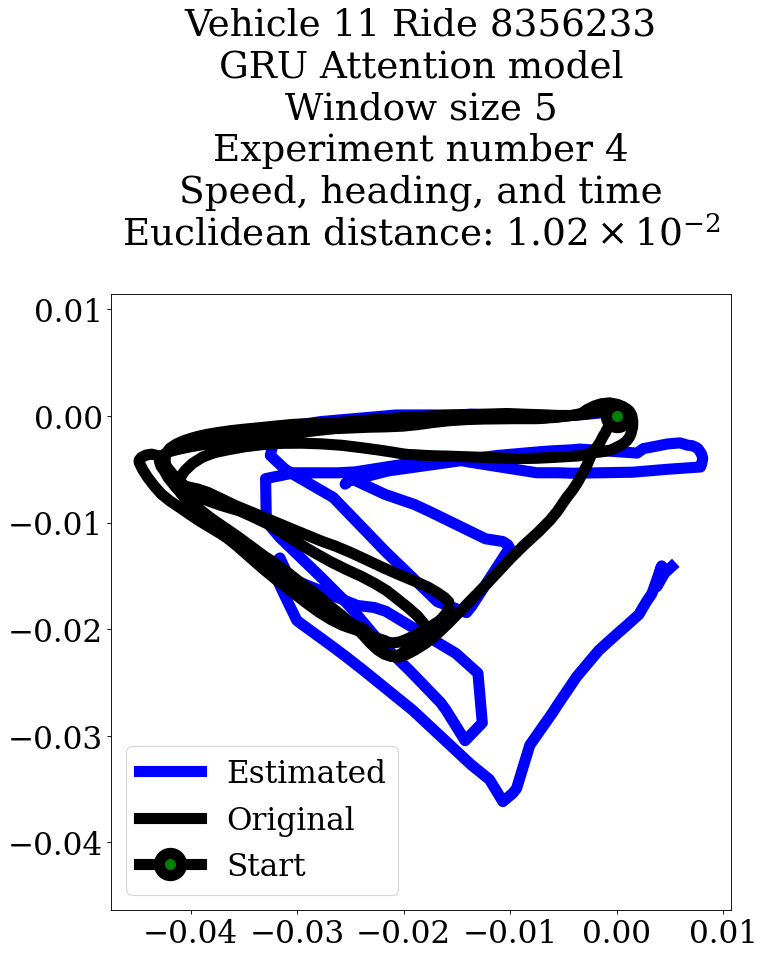 Vehicle 11 Ride 8356233
GRU Attention model
Window size 5
Experiment number 4
Speed, heading, and time
Euclidean distance: 1.02 × 10⁻²
0.01
0.00
−0.01
−0.02
−0.03
−0.04
Estimated
Original
Start
−0.04 −0.03 −0.02 −0.01 0.00 0.01